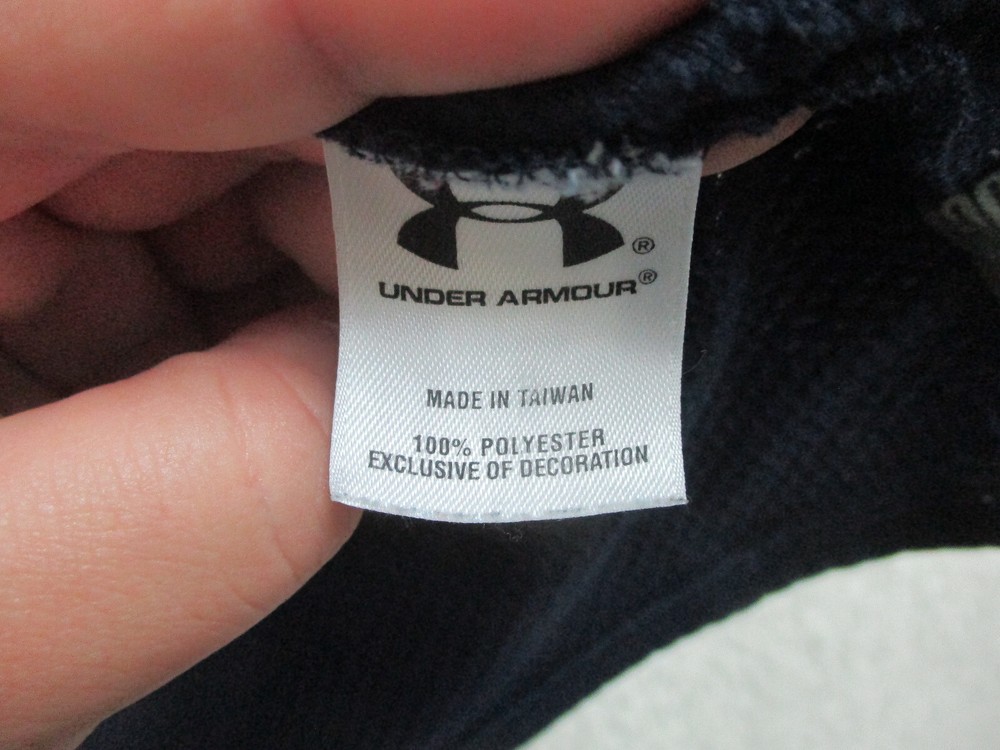 ®
UNDER ARMOUR®
MADE IN TAIWAN
100% POLYESTER
EXCLUSIVE OF DECORATION